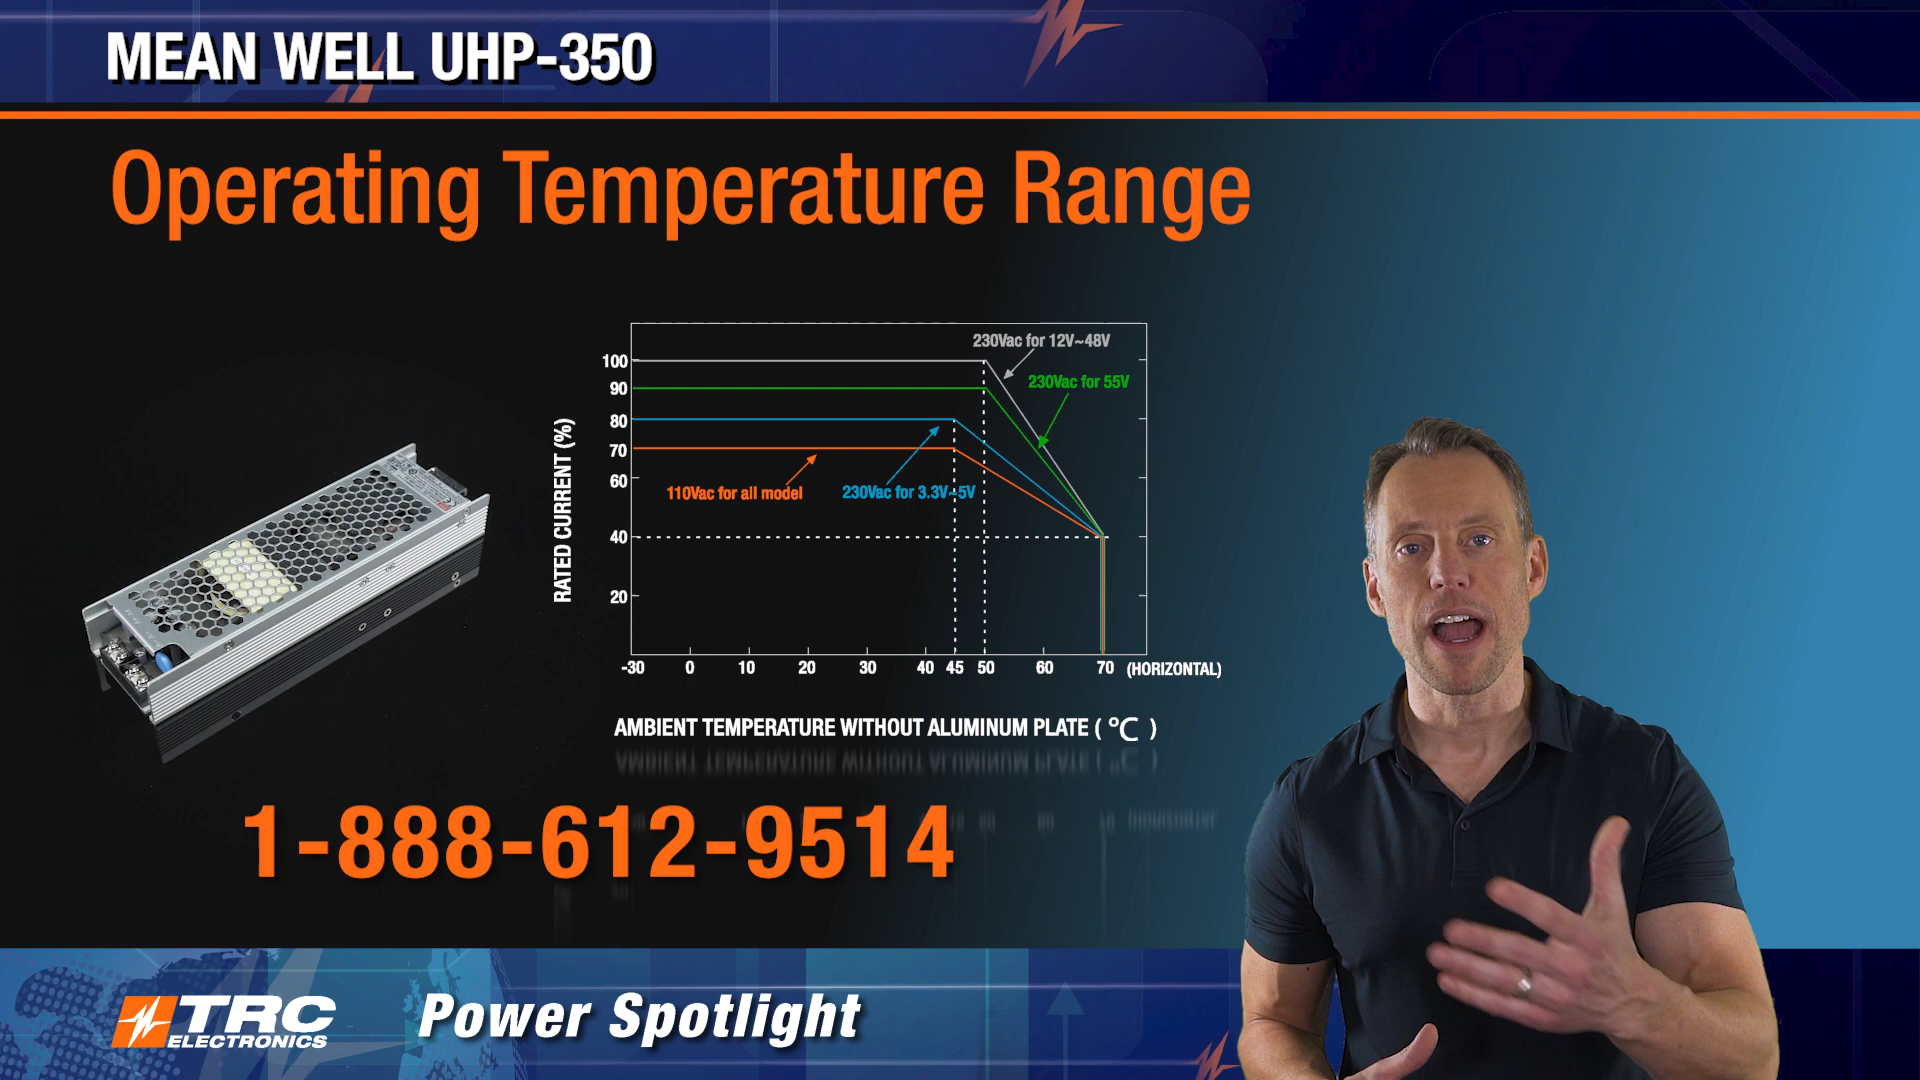 MEAN WELL UHP-350
Operating Temperature Range
230Vac for 12V~48V
230Vac for 55V
100
90
80
70
60
40
20
RATED CURRENT (%)
110Vac for all model
230Vac for 3.3V~5V
-30 0 10 20 30 40 45 50 60 70 (HORIZONTAL)
AMBIENT TEMPERATURE WITHOUT ALUMINUM PLATE ( °C )
1-888-612-9514
TRC
ELECTRONICS
Power Spotlight